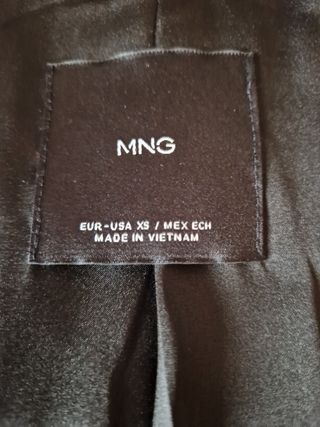 MNG
EUR-USA XS / MEX ECH
MADE IN VIETNAM